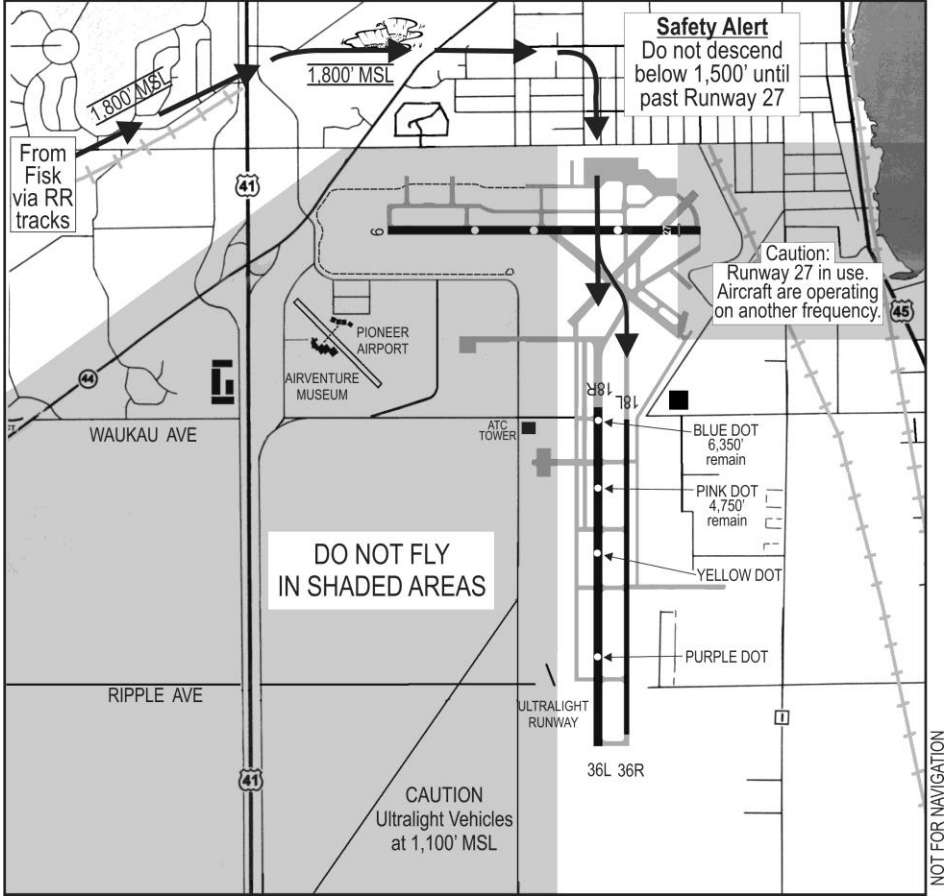 Safety Alert
Do not descend
below 1,500' until
past Runway 27
1,800' MSL
1,800' MSL
From
Fisk
via RR
tracks
41
9
27
Caution:
Runway 27 in use.
Aircraft are operating
on another frequency.
45
PIONEER
AIRPORT
AIRVENTURE
MUSEUM
44
18R
18L
WAUKAU AVE
ATC
TOWER
BLUE DOT
6,350'
remain
PINK DOT
4,750'
remain
DO NOT FLY
IN SHADED AREAS
YELLOW DOT
PURPLE DOT
RIPPLE AVE
ULTRALIGHT
RUNWAY
I
41
36L 36R
CAUTION
Ultralight Vehicles
at 1,100' MSL
NOT FOR NAVIGATION